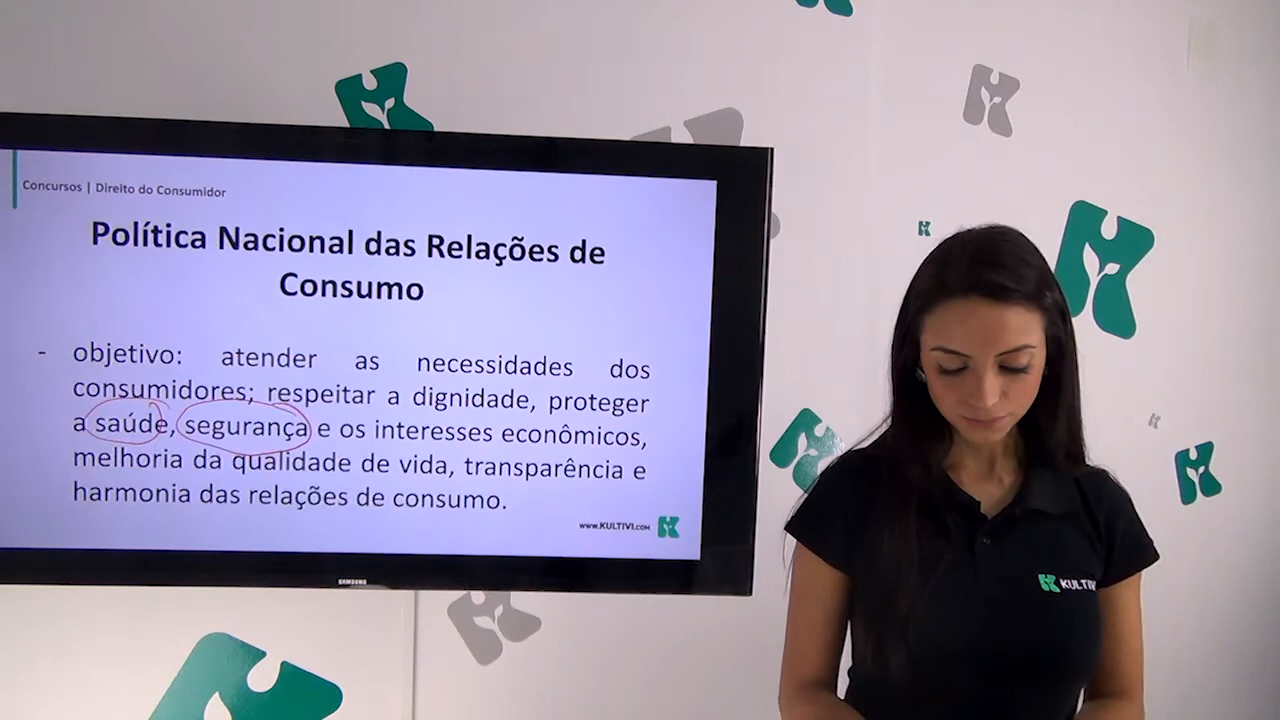 Concursos | Direito do Consumidor
Política Nacional das Relações de
Consumo
- objetivo: atender as necessidades dos
consumidores; respeitar a dignidade, proteger
a saúde, segurança e os interesses econômicos,
melhoria da qualidade de vida, transparência e
harmonia das relações de consumo.
www.KULTIVI.COM
SAMSUNG
KULTIVI